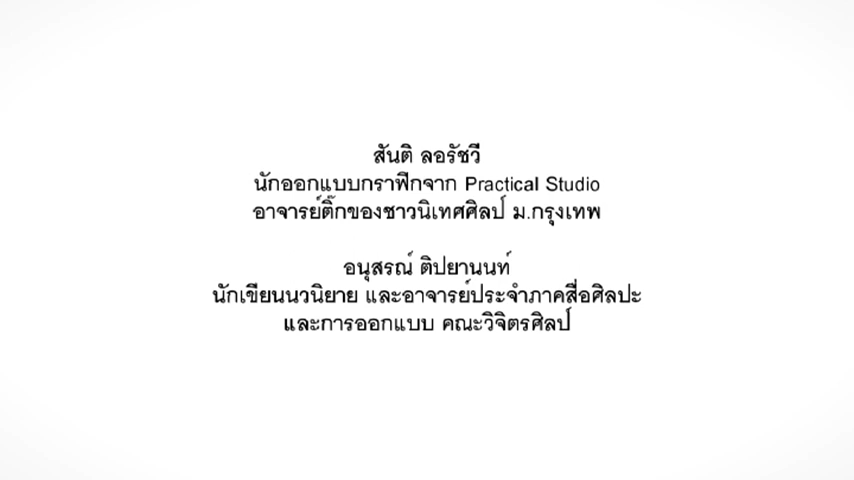 สันติ ลอรัชวี
นักออกแบบกราฟิกจาก Practical Studio
อาจารย์ติ๊กของชาวนิเทศศิลป์ ม.กรุงเทพ
อนุสรณ์ ติปยานนท์
นักเขียนนวนิยาย และอาจารย์ประจำภาคสื่อศิลปะ
และการออกแบบ คณะวิจิตรศิลป์